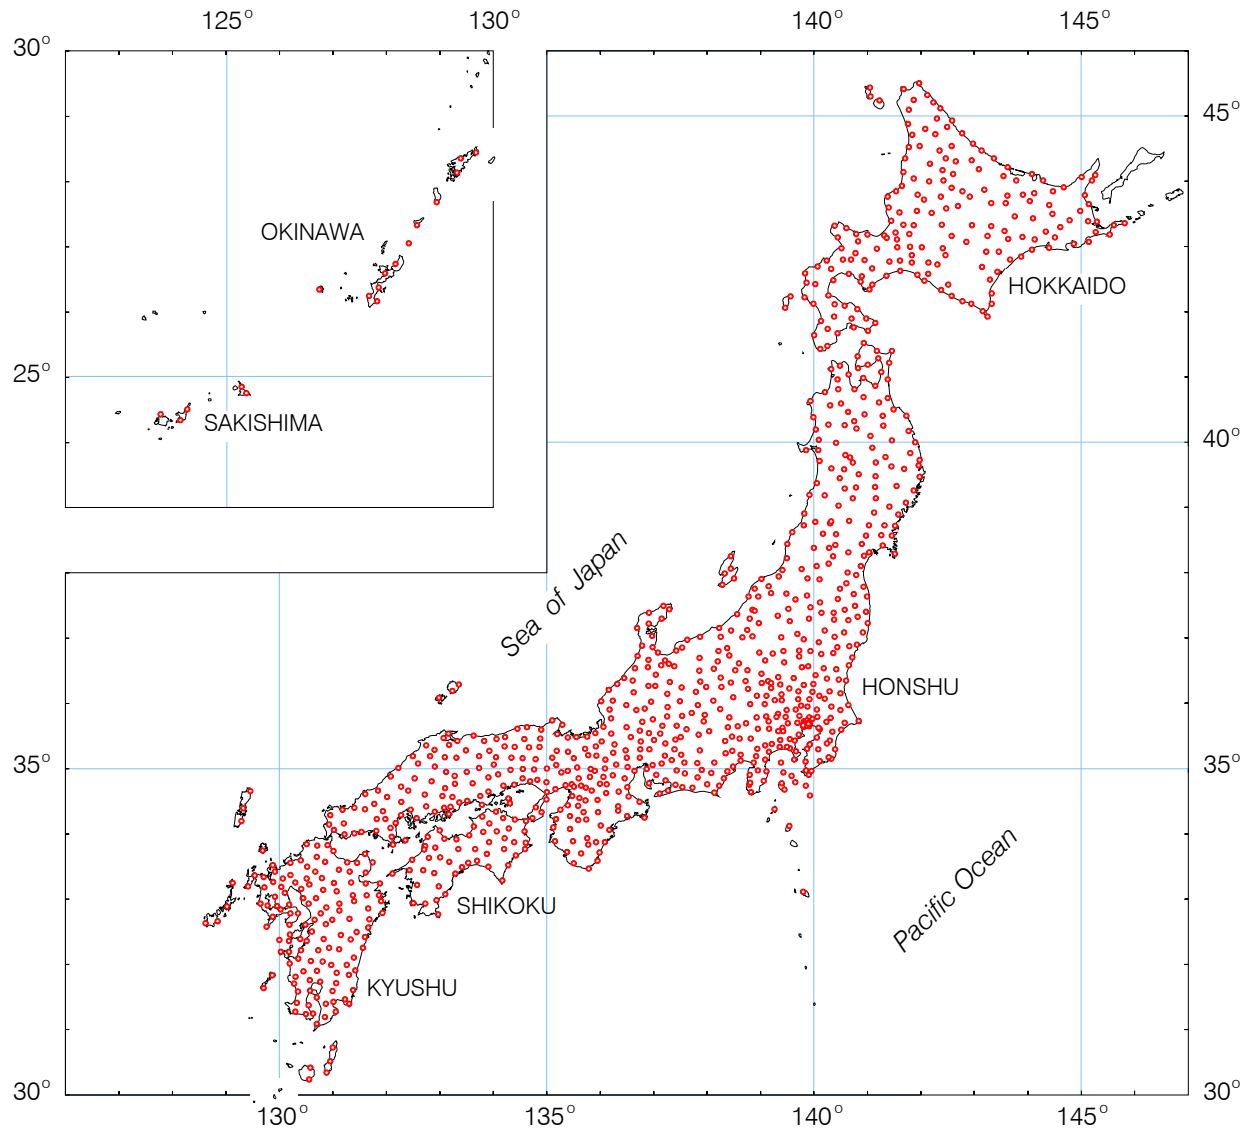 125° 130° 140° 145°
30°
45°
OKINAWA
HOKKAIDO
25°
SAKISHIMA
40°
Sea of Japan
HONSHU
35° 35°
Pacific Ocean
SHIKOKU
KYUSHU
30° 30°
130° 135° 140° 145°